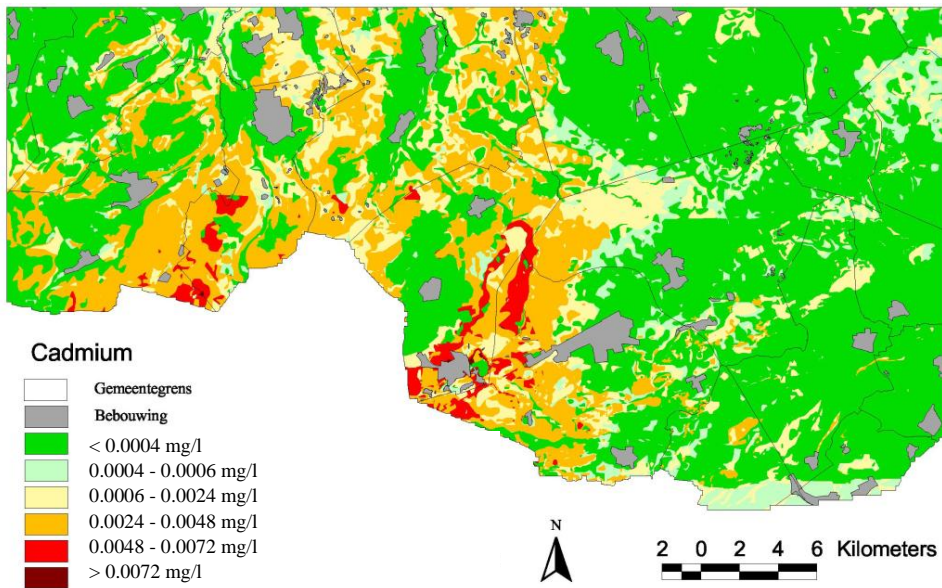 Cadmium
Gemeentegrens
Bebouwing
< 0.0004 mg/l
0.0004 - 0.0006 mg/l
0.0006 - 0.0024 mg/l
0.0024 - 0.0048 mg/l
0.0048 - 0.0072 mg/l
> 0.0072 mg/l
N
2 0 2 4 6 Kilometers